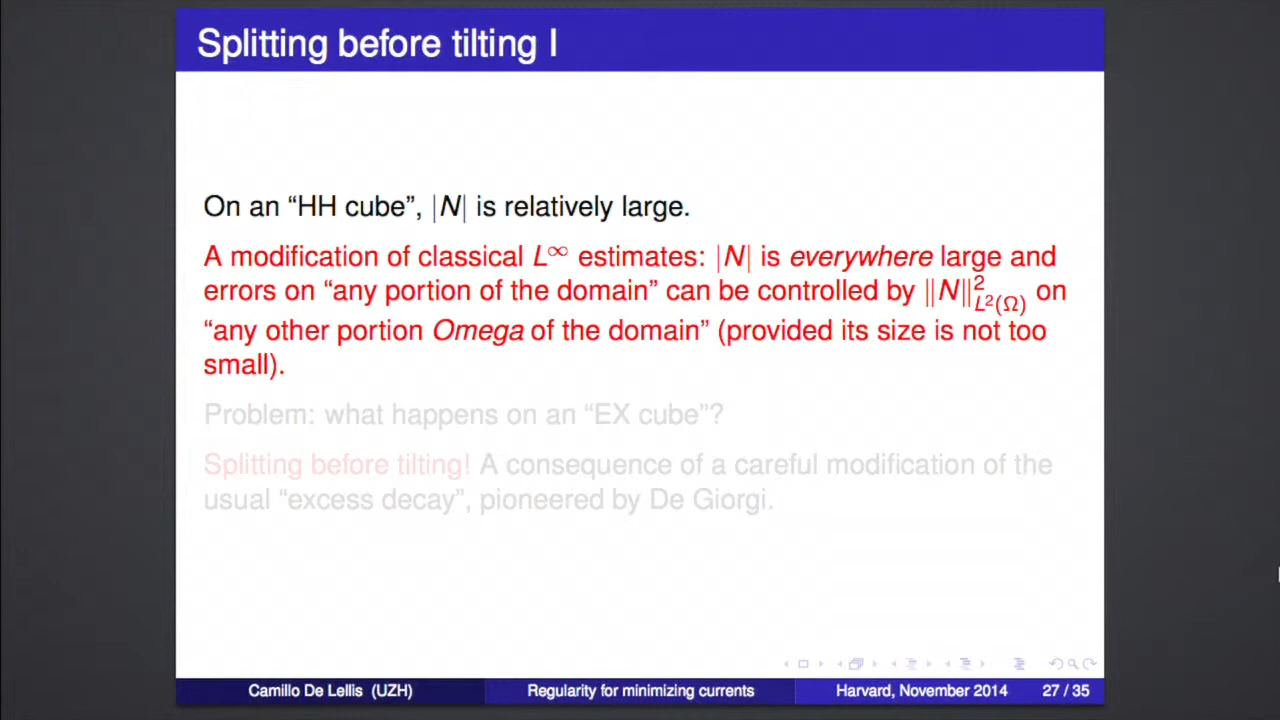 Splitting before tilting I
On an “HH cube”, |N| is relatively large.
A modification of classical L∞ estimates: |N| is everywhere large and
errors on “any portion of the domain” can be controlled by ‖N‖²_{L²(Ω)} on
“any other portion Omega of the domain” (provided its size is not too
small).
Problem: what happens on an “EX cube”?
Splitting before tilting! A consequence of a careful modification of the
usual “excess decay”, pioneered by De Giorgi.
Camillo De Lellis (UZH) Regularity for minimizing currents Harvard, November 2014 27 / 35